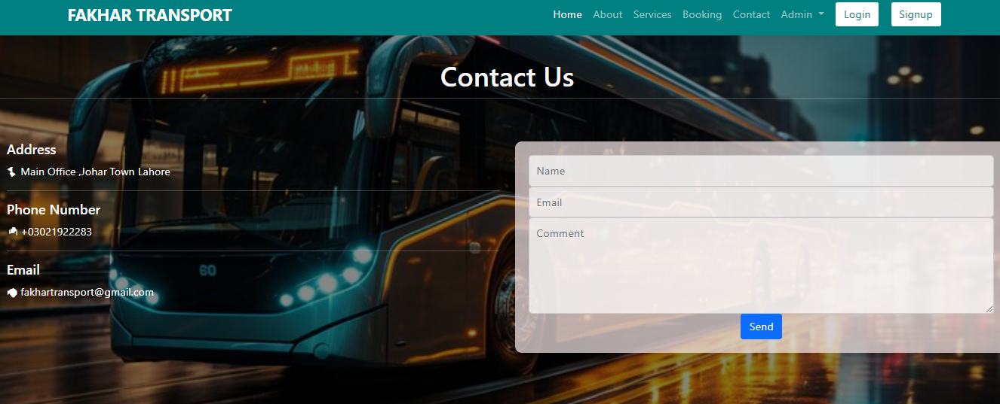 FAKHAR TRANSPORT
Home About Services Booking Contact Admin Login Signup
Contact Us
Address
Main Office ,Johar Town Lahore
Phone Number
+03021922283
Email
fakhartransport@gmail.com
Name
Email
Comment
Send